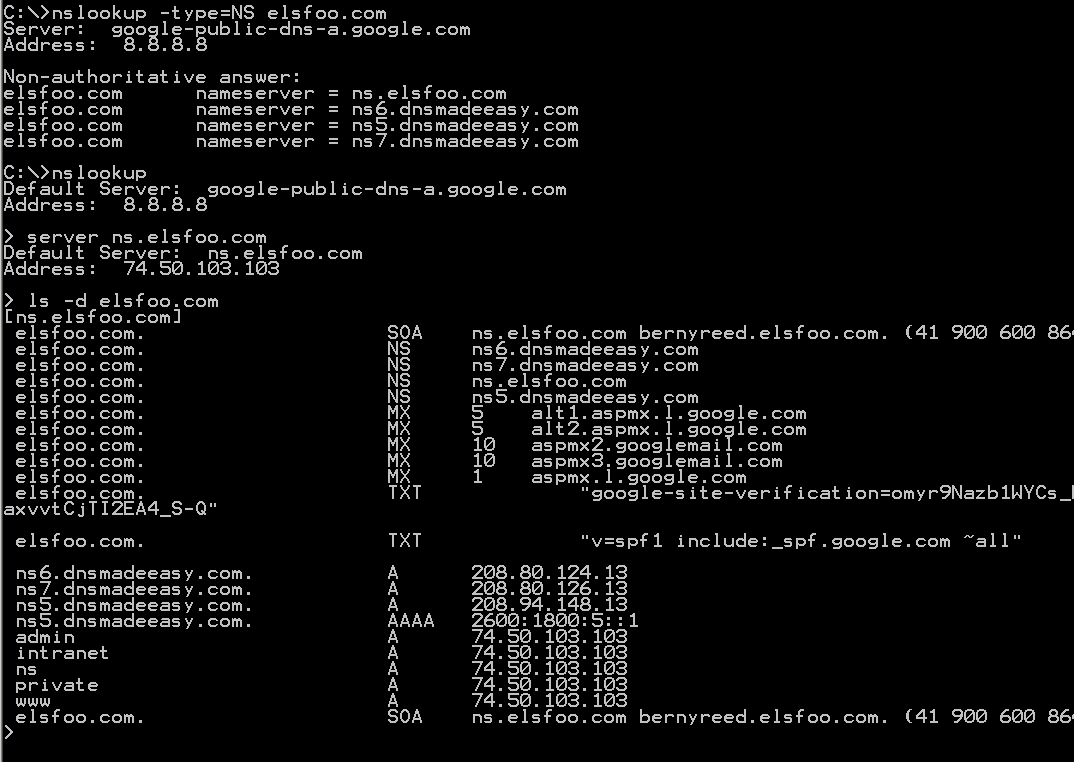 C:\>nslookup -type=NS elsfoo.com
Server:  google-public-dns-a.google.com
Address:  8.8.8.8
Non-authoritative answer:
elsfoo.com      nameserver = ns.elsfoo.com
elsfoo.com      nameserver = ns6.dnsmadeeasy.com
elsfoo.com      nameserver = ns5.dnsmadeeasy.com
elsfoo.com      nameserver = ns7.dnsmadeeasy.com
C:\>nslookup
Default Server:  google-public-dns-a.google.com
Address:  8.8.8.8
> server ns.elsfoo.com
Default Server:  ns.elsfoo.com
Address:  74.50.103.103
> ls -d elsfoo.com
[ns.elsfoo.com]
elsfoo.com.                    SOA    ns.elsfoo.com bernyreed.elsfoo.com. (41 900 600 864
elsfoo.com.                    NS     ns6.dnsmadeeasy.com
elsfoo.com.                    NS     ns7.dnsmadeeasy.com
elsfoo.com.                    NS     ns.elsfoo.com
elsfoo.com.                    NS     ns5.dnsmadeeasy.com
elsfoo.com.                    MX     5    alt1.aspmx.l.google.com
elsfoo.com.                    MX     5    alt2.aspmx.l.google.com
elsfoo.com.                    MX     10   aspmx2.googlemail.com
elsfoo.com.                    MX     10   aspmx3.googlemail.com
elsfoo.com.                    MX     1    aspmx.l.google.com
elsfoo.com.                    TXT             "google-site-verification=omyr9Nazb1WYCs_
axvvtCjTI2EA4_S-Q"
elsfoo.com.                    TXT             "v=spf1 include:_spf.google.com ~all"
ns6.dnsmadeeasy.com.           A      208.80.124.13
ns7.dnsmadeeasy.com.           A      208.80.126.13
ns5.dnsmadeeasy.com.           A      208.94.148.13
ns5.dnsmadeeasy.com.           AAAA   2600:1800:5::1
admin                          A      74.50.103.103
intranet                       A      74.50.103.103
ns                             A      74.50.103.103
private                        A      74.50.103.103
www                            A      74.50.103.103
elsfoo.com.                    SOA    ns.elsfoo.com bernyreed.elsfoo.com. (41 900 600 864
>